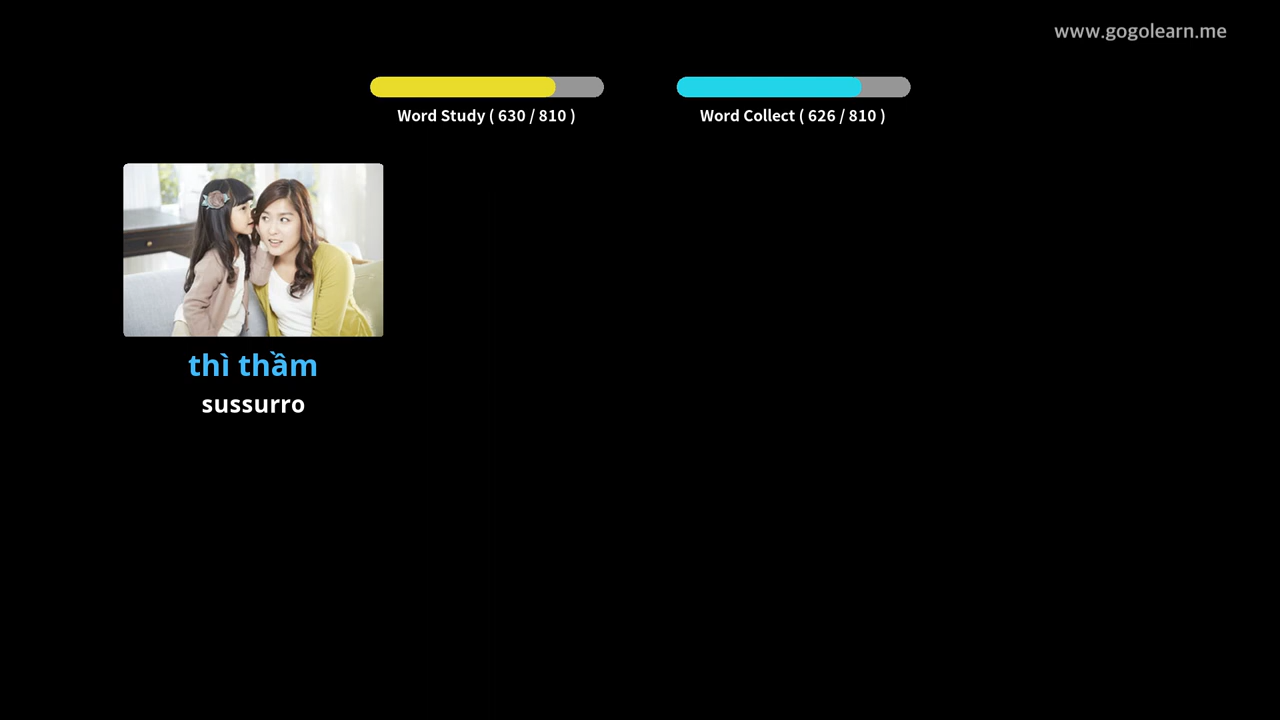 www.gogolearn.me
Word Study ( 630 / 810 )
Word Collect ( 626 / 810 )
thì thầm
sussurro